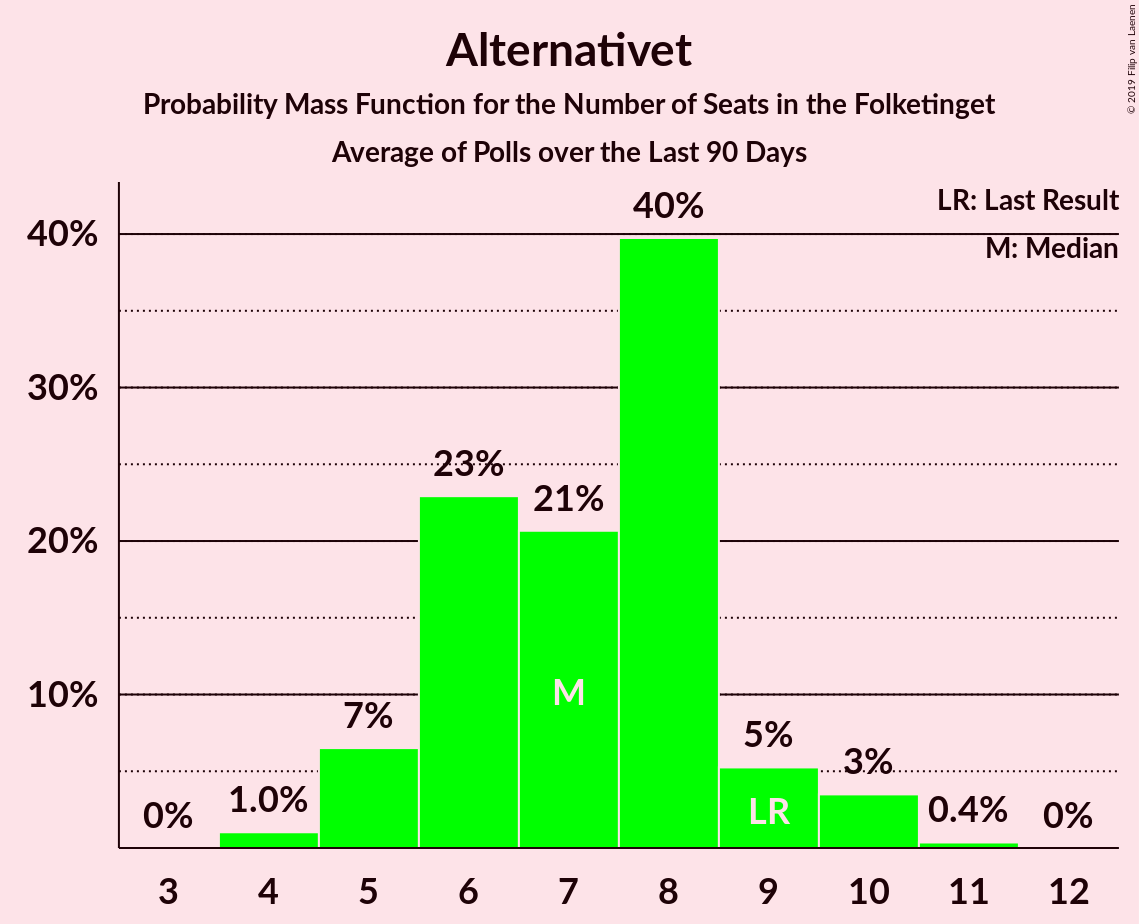 Alternativet
Probability Mass Function for the Number of Seats in the Folketinget
Average of Polls over the Last 90 Days
© 2019 Filip van Laenen
LR: Last Result
M: Median
40%
30%
20%
10%
0%
1.0%
7%
23%
21%
40%
5%
3%
0.4%
0%
M
LR
3 4 5 6 7 8 9 10 11 12